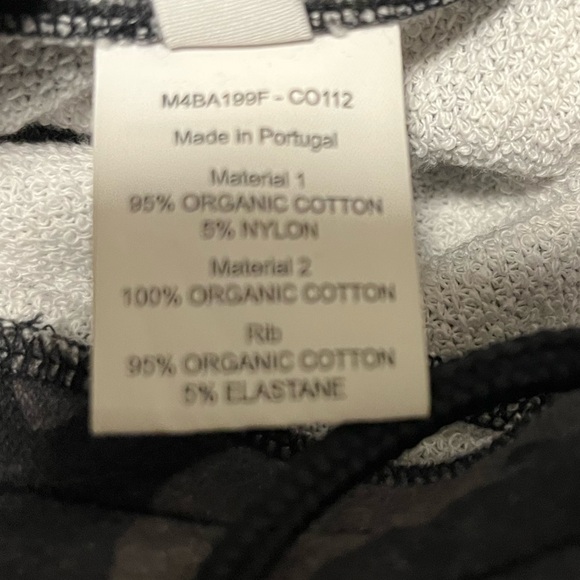 M4BA199F - CO112
Made in Portugal
Material 1
95% ORGANIC COTTON
5% NYLON
Material 2
100% ORGANIC COTTON
Rib
95% ORGANIC COTTON
5% ELASTANE